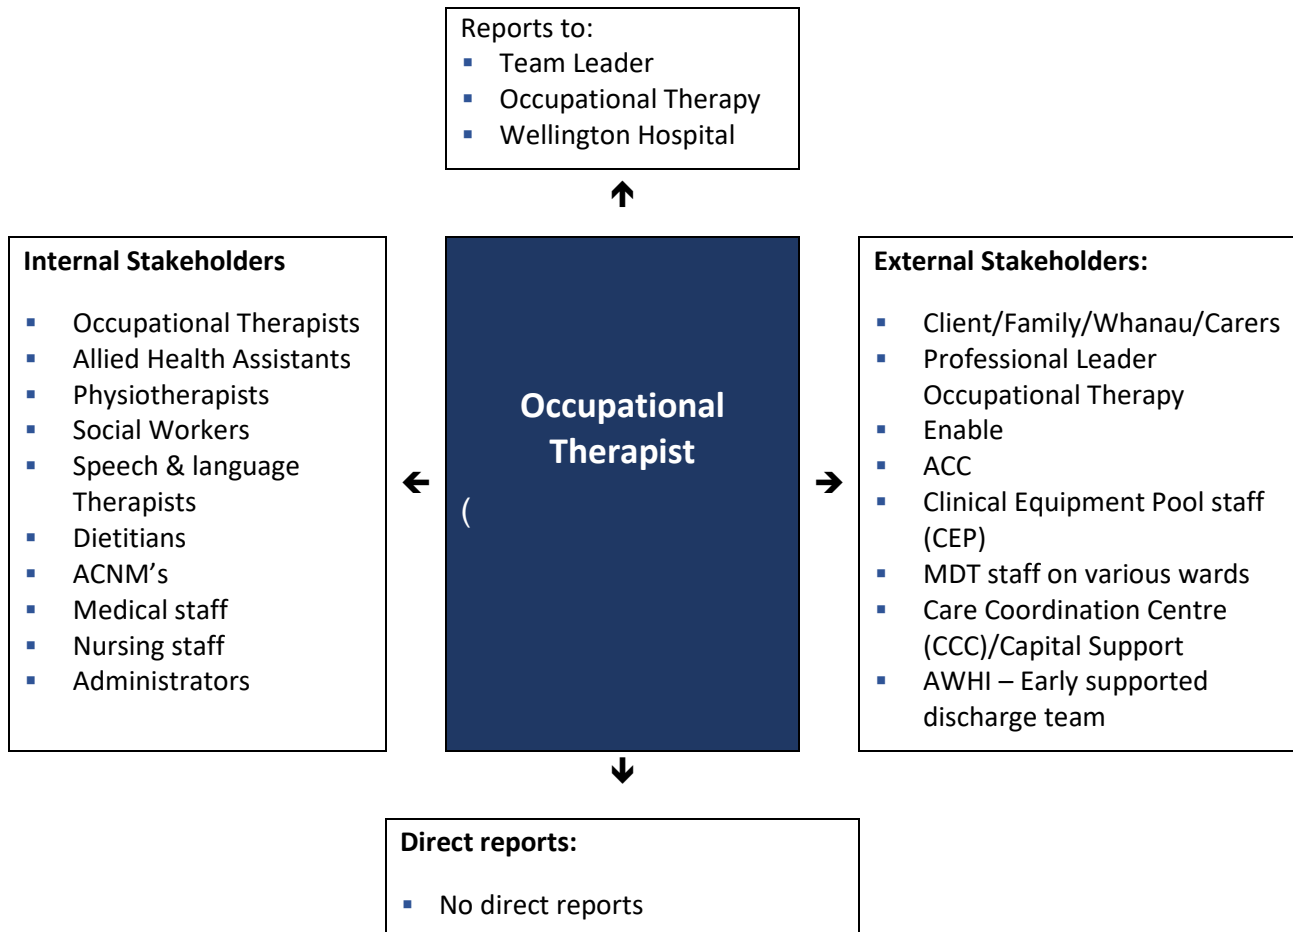 Reports to:
▪ Team Leader
▪ Occupational Therapy
▪ Wellington Hospital
Internal Stakeholders
▪ Occupational Therapists
▪ Allied Health Assistants
▪ Physiotherapists
▪ Social Workers
▪ Speech & language
Therapists
▪ Dietitians
▪ ACNM’s
▪ Medical staff
▪ Nursing staff
▪ Administrators
Occupational
Therapist
(
External Stakeholders:
▪ Client/Family/Whanau/Carers
▪ Professional Leader
Occupational Therapy
▪ Enable
▪ ACC
▪ Clinical Equipment Pool staff
(CEP)
▪ MDT staff on various wards
▪ Care Coordination Centre
(CCC)/Capital Support
▪ AWHI – Early supported
discharge team
Direct reports:
▪ No direct reports